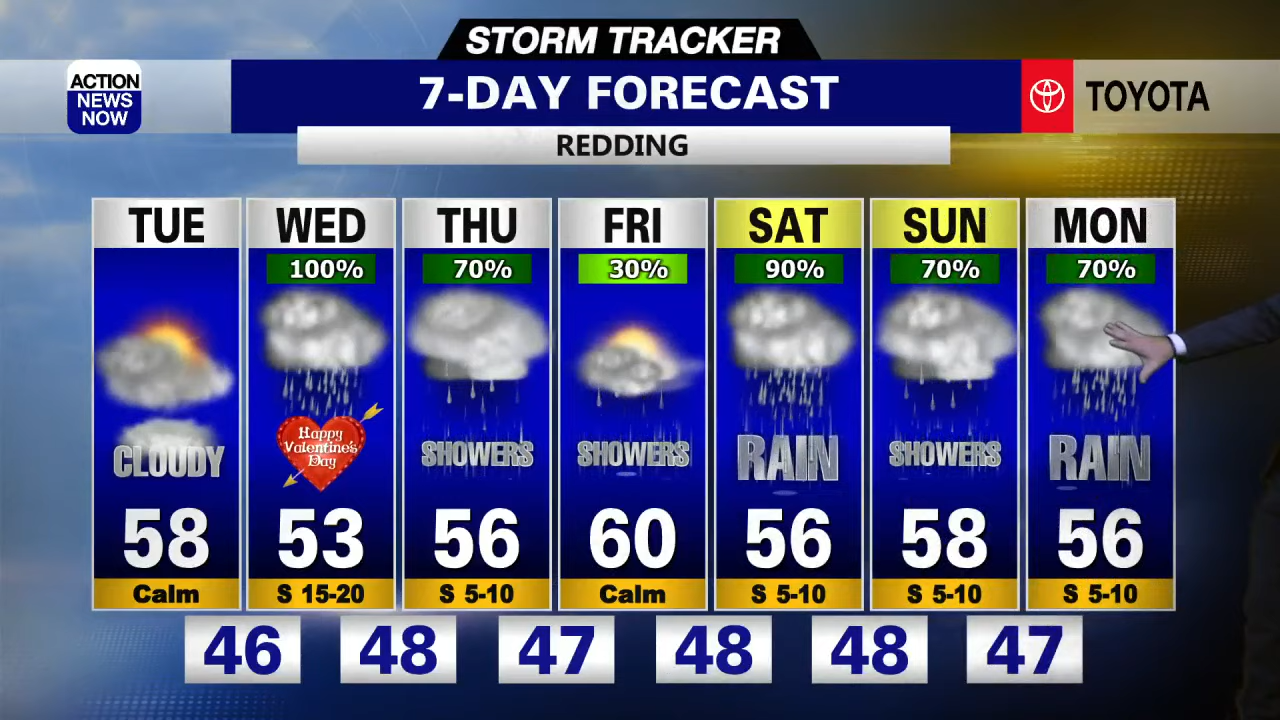 STORM TRACKER
ACTION
NEWS
NOW
7-DAY FORECAST
TOYOTA
REDDING
TUE WED THU FRI SAT SUN MON
100% 70% 30% 90% 70% 70%
Happy
Valentine's
Day
CLOUDY SHOWERS SHOWERS RAIN SHOWERS RAIN
58 53 56 60 56 58 56
Calm S 15-20 S 5-10 Calm S 5-10 S 5-10 S 5-10
46 48 47 48 48 47